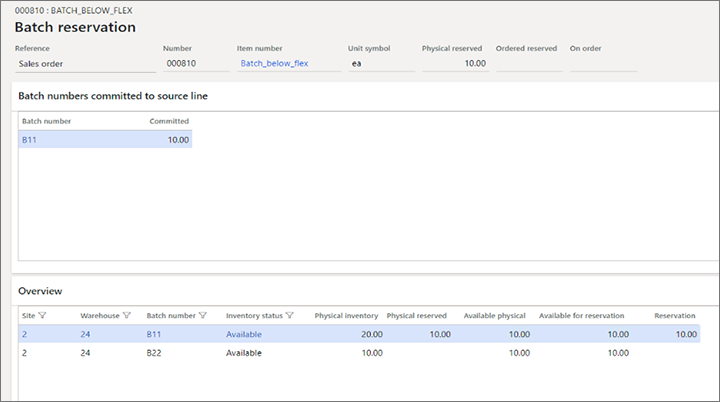 000810 : BATCH_BELOW_FLEX
Batch reservation
Reference Number Item number Unit symbol Physical reserved Ordered reserved On order
Sales order 000810 Batch_below_flex ea 10.00
Batch numbers committed to source line
Batch number Committed
B11 10.00
Overview
Site Warehouse Batch number Inventory status Physical inventory Physical reserved Available physical Available for reservation Reservation
2 24 B11 Available 20.00 10.00 10.00 10.00 10.00
2 24 B22 Available 10.00 10.00 10.00